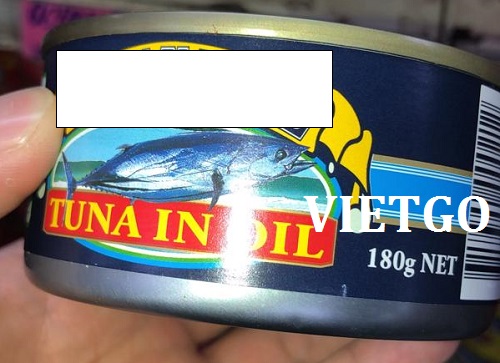 TUNA IN OIL
VIETGO
180g NET